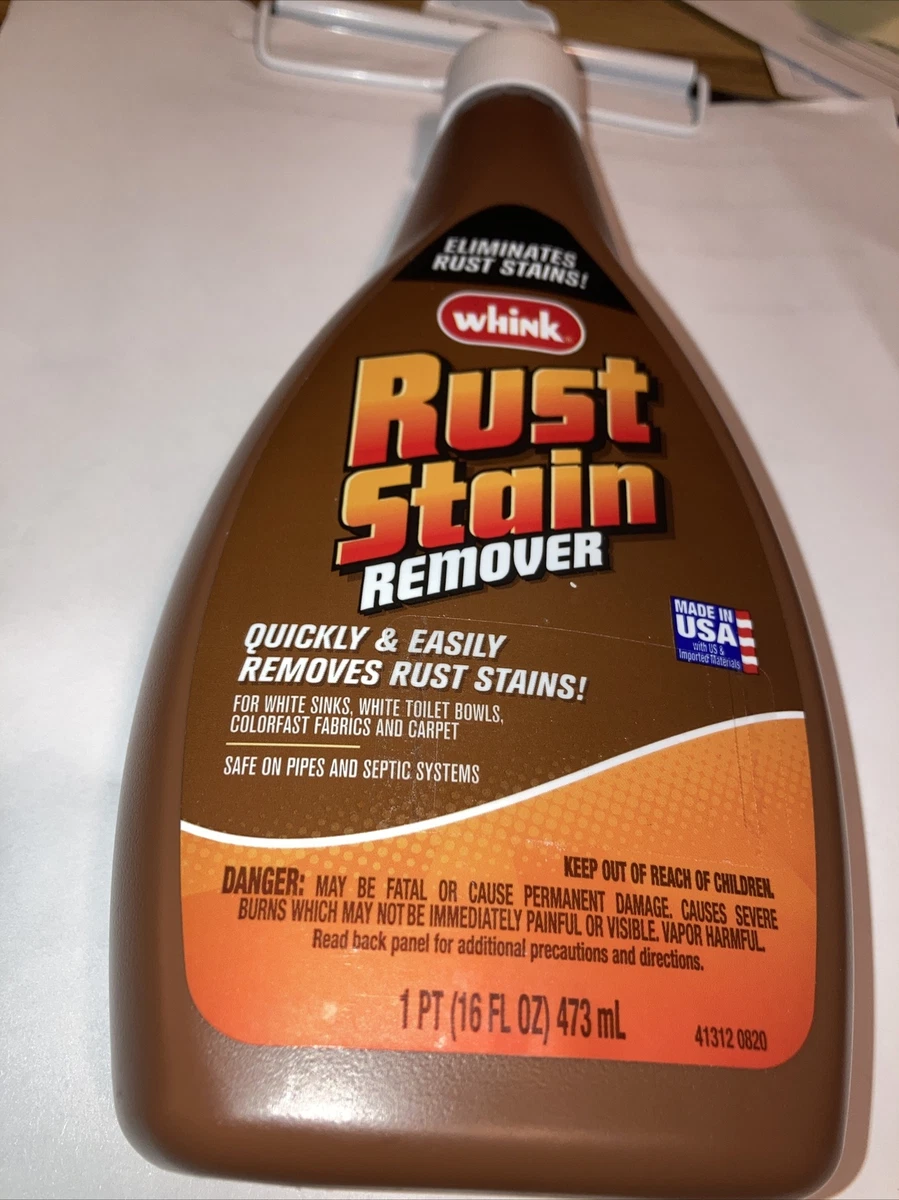 ELIMINATES
RUST STAINS!
whink®
Rust
Stain
REMOVER
MADE IN
USA
with US &
Imported Materials
QUICKLY & EASILY
REMOVES RUST STAINS!
FOR WHITE SINKS, WHITE TOILET BOWLS,
COLORFAST FABRICS AND CARPET
SAFE ON PIPES AND SEPTIC SYSTEMS
KEEP OUT OF REACH OF CHILDREN.
DANGER: MAY BE FATAL OR CAUSE PERMANENT DAMAGE. CAUSES SEVERE
BURNS WHICH MAY NOT BE IMMEDIATELY PAINFUL OR VISIBLE. VAPOR HARMFUL.
Read back panel for additional precautions and directions.
1 PT (16 FL OZ) 473 mL
41312 0820